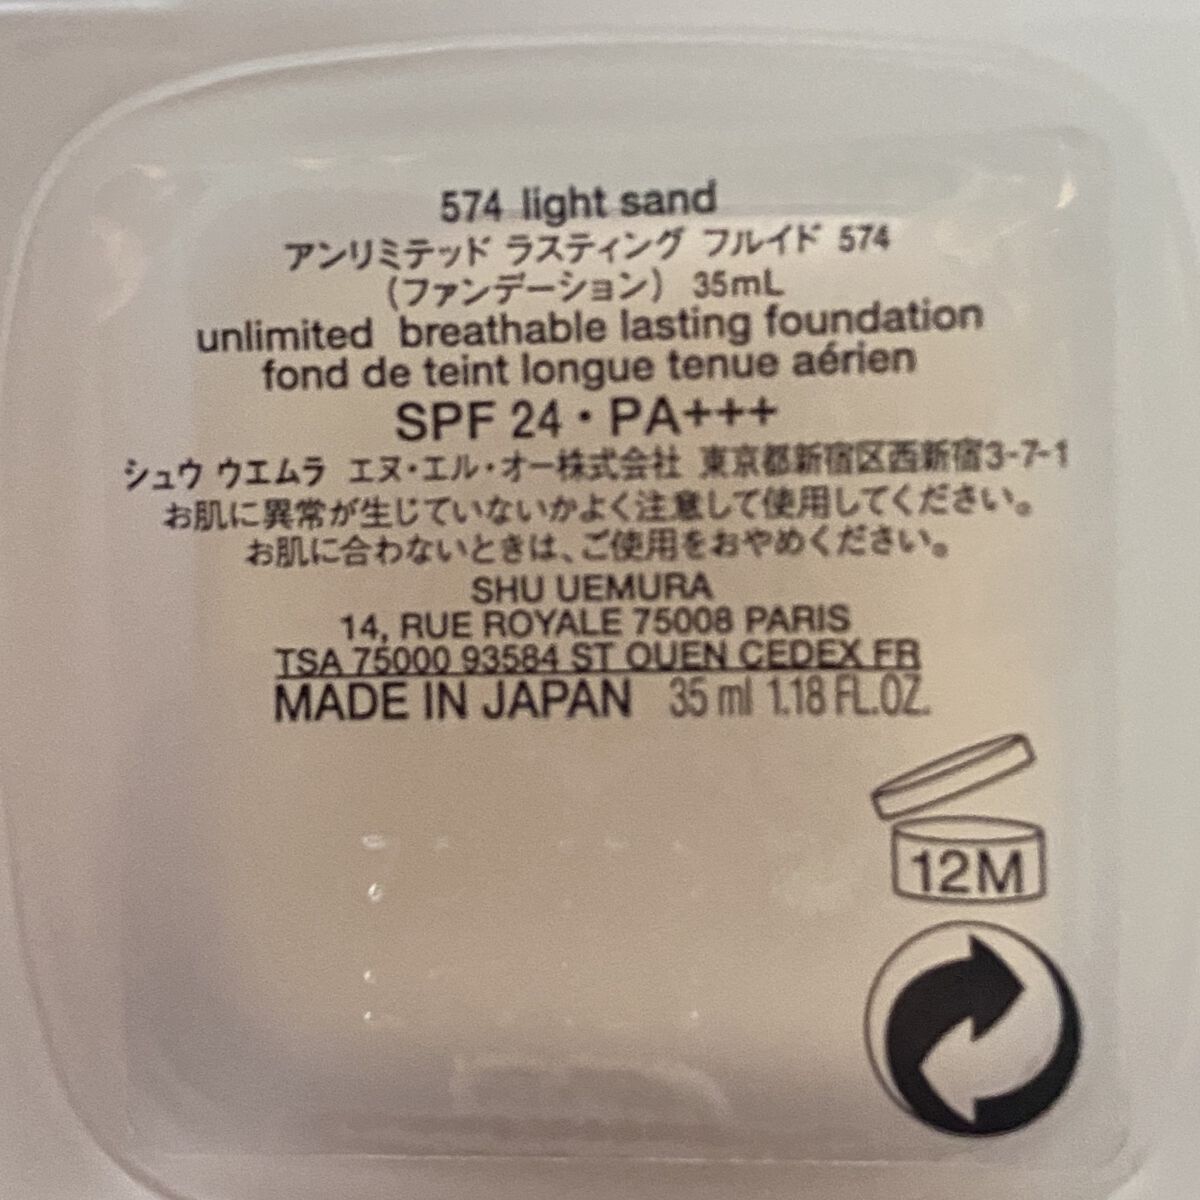 574 light sand
アンリミテッド ラスティング フルイド 574
(ファンデーション) 35mL
unlimited breathable lasting foundation
fond de teint longue tenue aérien
SPF 24・PA+++
シュウ ウエムラ エヌ・エル・オー株式会社 東京都新宿区西新宿3-7-1
お肌に異常が生じていないかよく注意して使用してください。
お肌に合わないときは、ご使用をおやめください。
SHU UEMURA
14, RUE ROYALE 75008 PARIS
TSA 75000 93584 ST OUEN CEDEX FR
MADE IN JAPAN 35 ml 1.18 FL.OZ.
12M